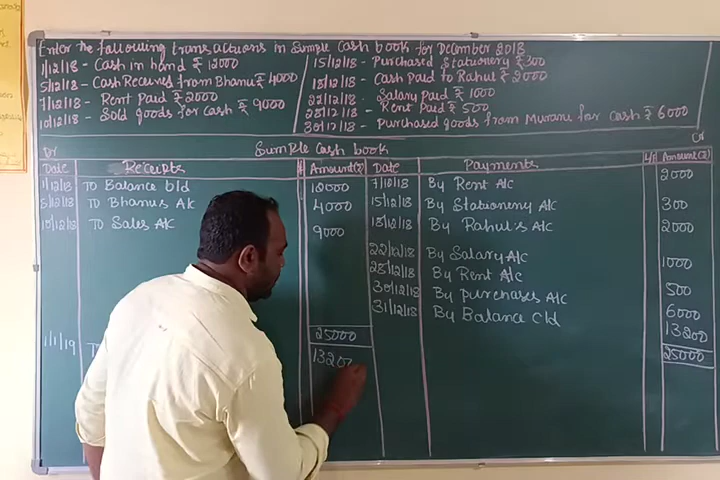 Enter the following transactions in Simple Cash book for December 2018
1/12/18 - Cash in hand ₹ 12000
5/12/18 - Cash Received from Bhanu ₹ 4000
7/12/18 - Rent Paid ₹ 2000
10/12/18 - Sold goods for cash ₹ 9000
15/12/18 - Purchased Stationery ₹ 300
18/12/18 - Cash Paid to Rahul ₹ 2000
22/12/18 - Salary Paid ₹ 1000
28/12/18 - Rent Paid ₹ 500
30/12/18 - Purchased goods from Murane for Cash ₹ 6000
Dr Simple Cash book Cr
Date Receipts Amount(₹) Date Payments L/F Amount(₹)
1/12/18 To Balance b/d 12000 7/12/18 By Rent A/c 2000
5/12/18 To Bhanus A/c 4000 15/12/18 By Stationery A/c 300
10/12/18 To Sales A/c 9000 18/12/18 By Rahul's A/c 2000
22/12/18 By Salary A/c 1000
28/12/18 By Rent A/c 500
30/12/18 By purchases A/c 6000
31/12/18 By Balance c/d 13200
25000 25000
1/1/19 T 13200